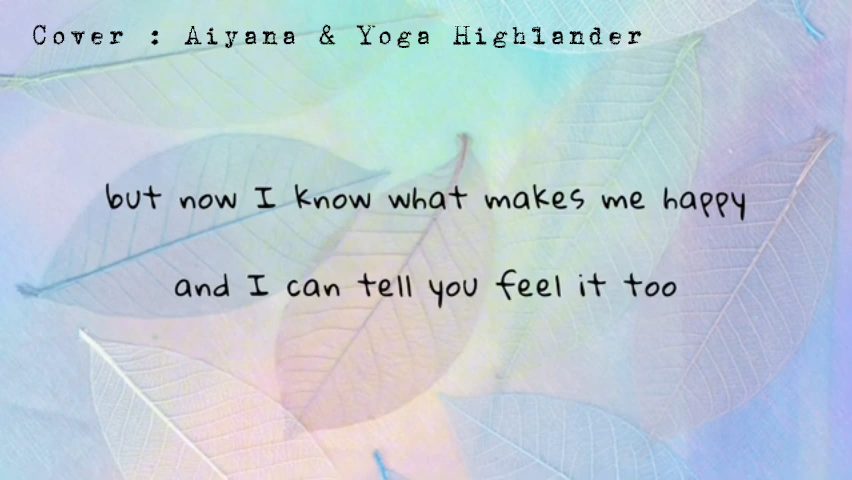 Cover : Aiyana & Yoga Highlander
but now I know what makes me happy
and I can tell you feel it too